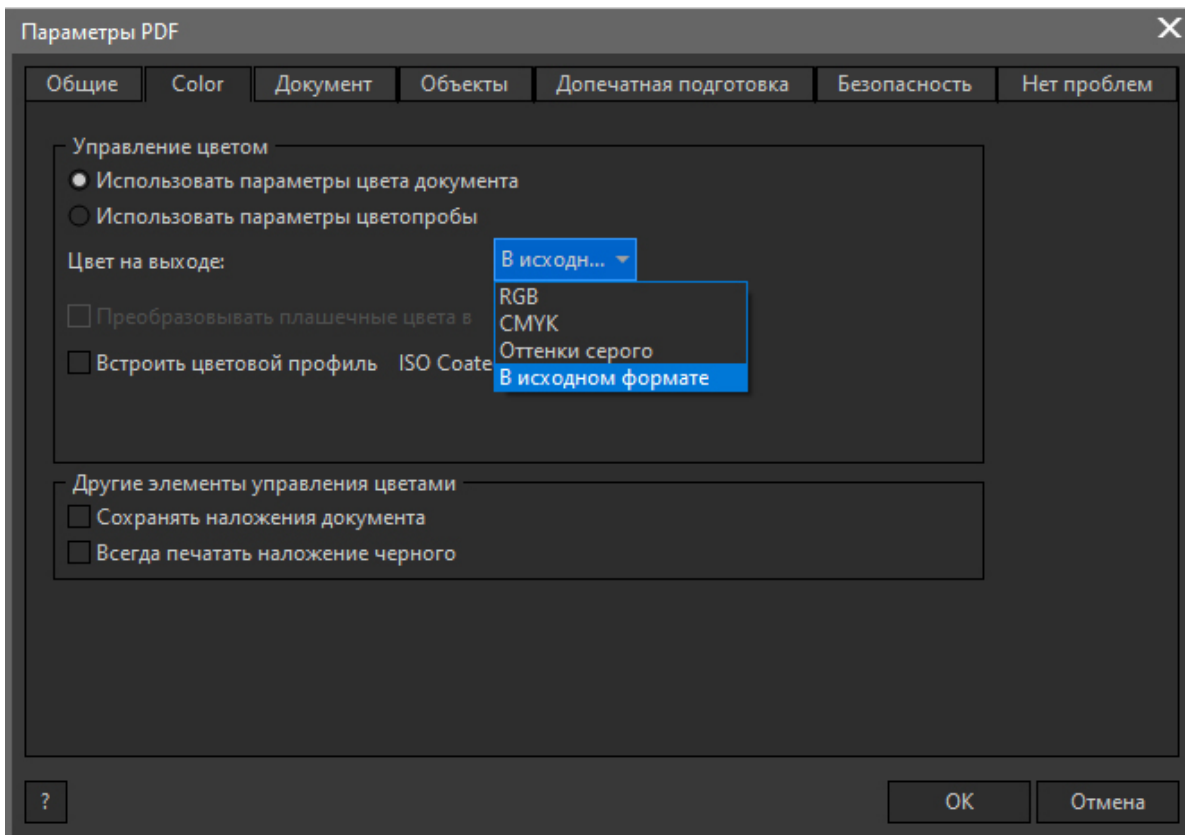 Параметры PDF
Общие Color Документ Объекты Допечатная подготовка Безопасность Нет проблем
Управление цветом
Использовать параметры цвета документа
Использовать параметры цветопробы
Цвет на выходе: В исходн...
RGB
Преобразовывать плашечные цвета в
CMYK
Оттенки серого
Встроить цветовой профиль ISO Coate
В исходном формате
Другие элементы управления цветами
Сохранять наложения документа
Всегда печатать наложение черного
? OK Отмена